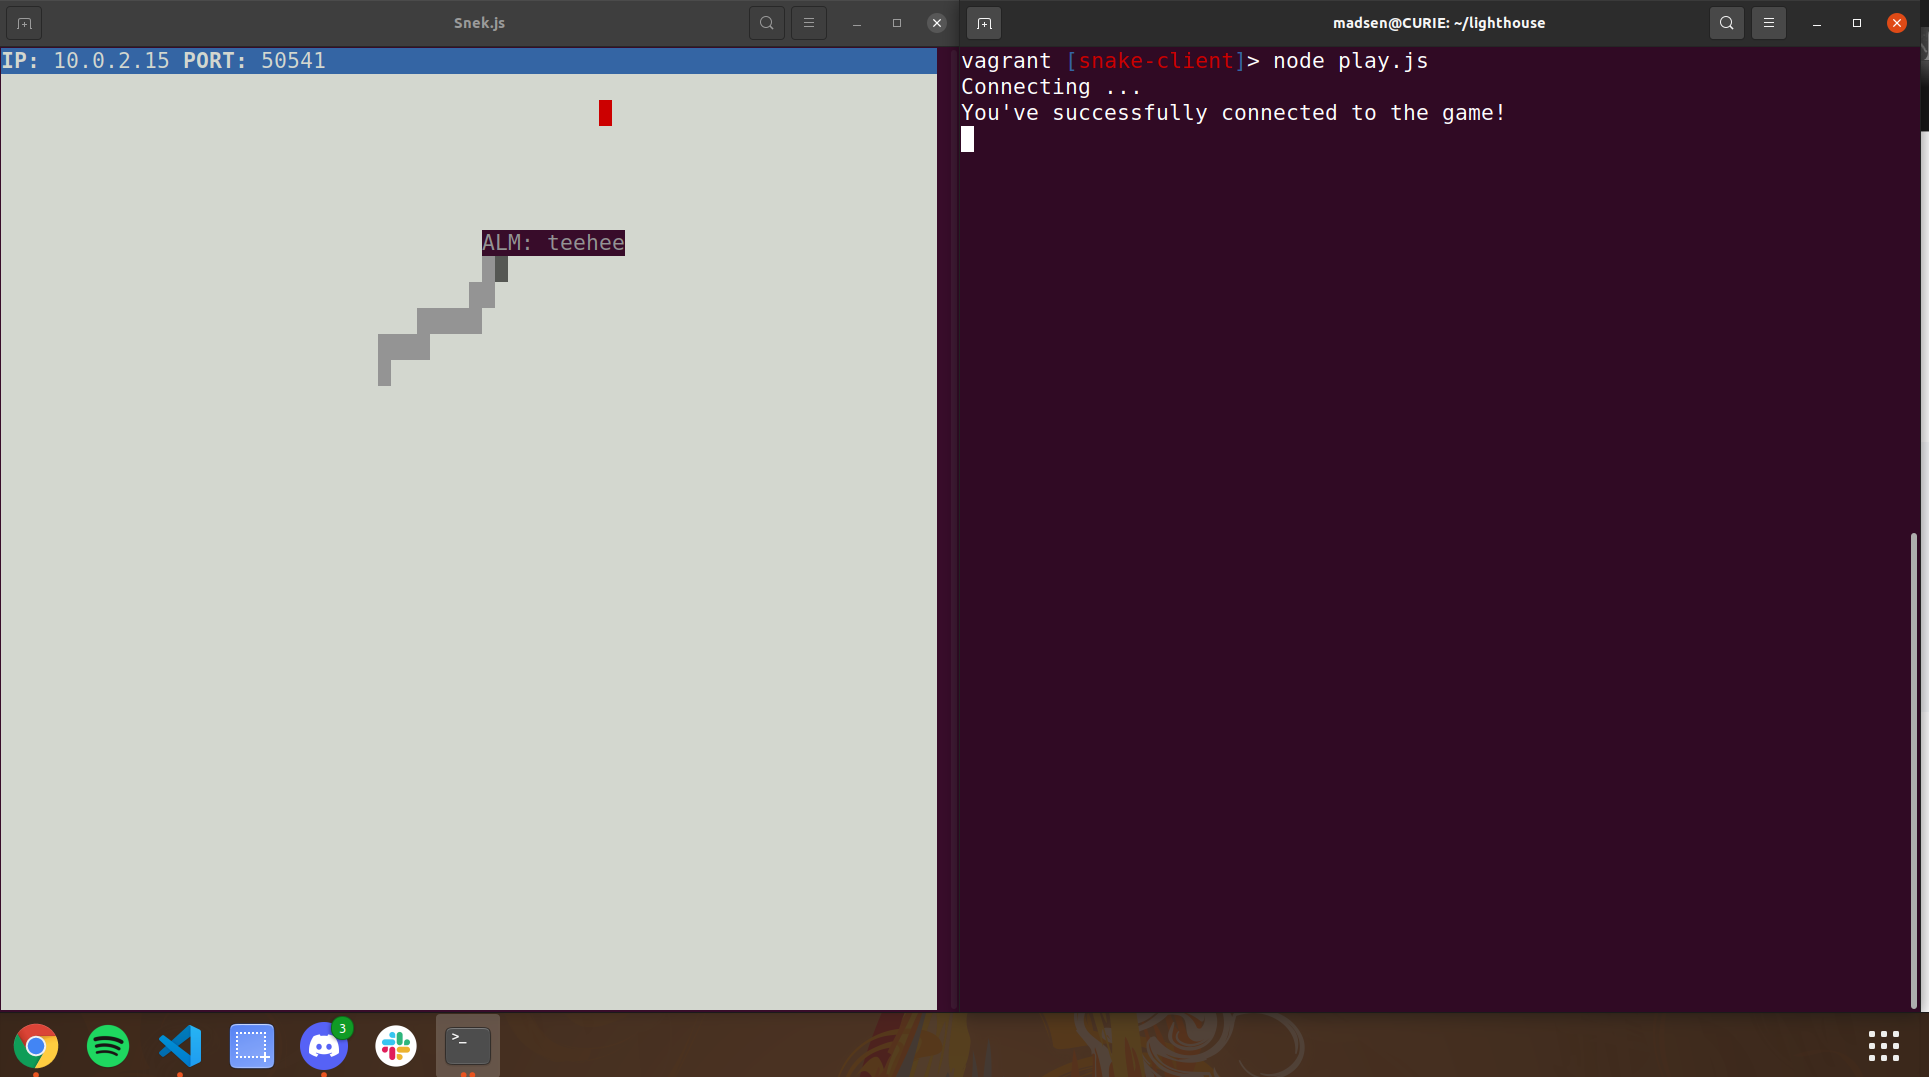 Snek.js
IP: 10.0.2.15 PORT: 50541
ALM: teehee
madsen@CURIE: ~/lighthouse
vagrant [snake-client]> node play.js
Connecting ...
You've successfully connected to the game!
3
>_